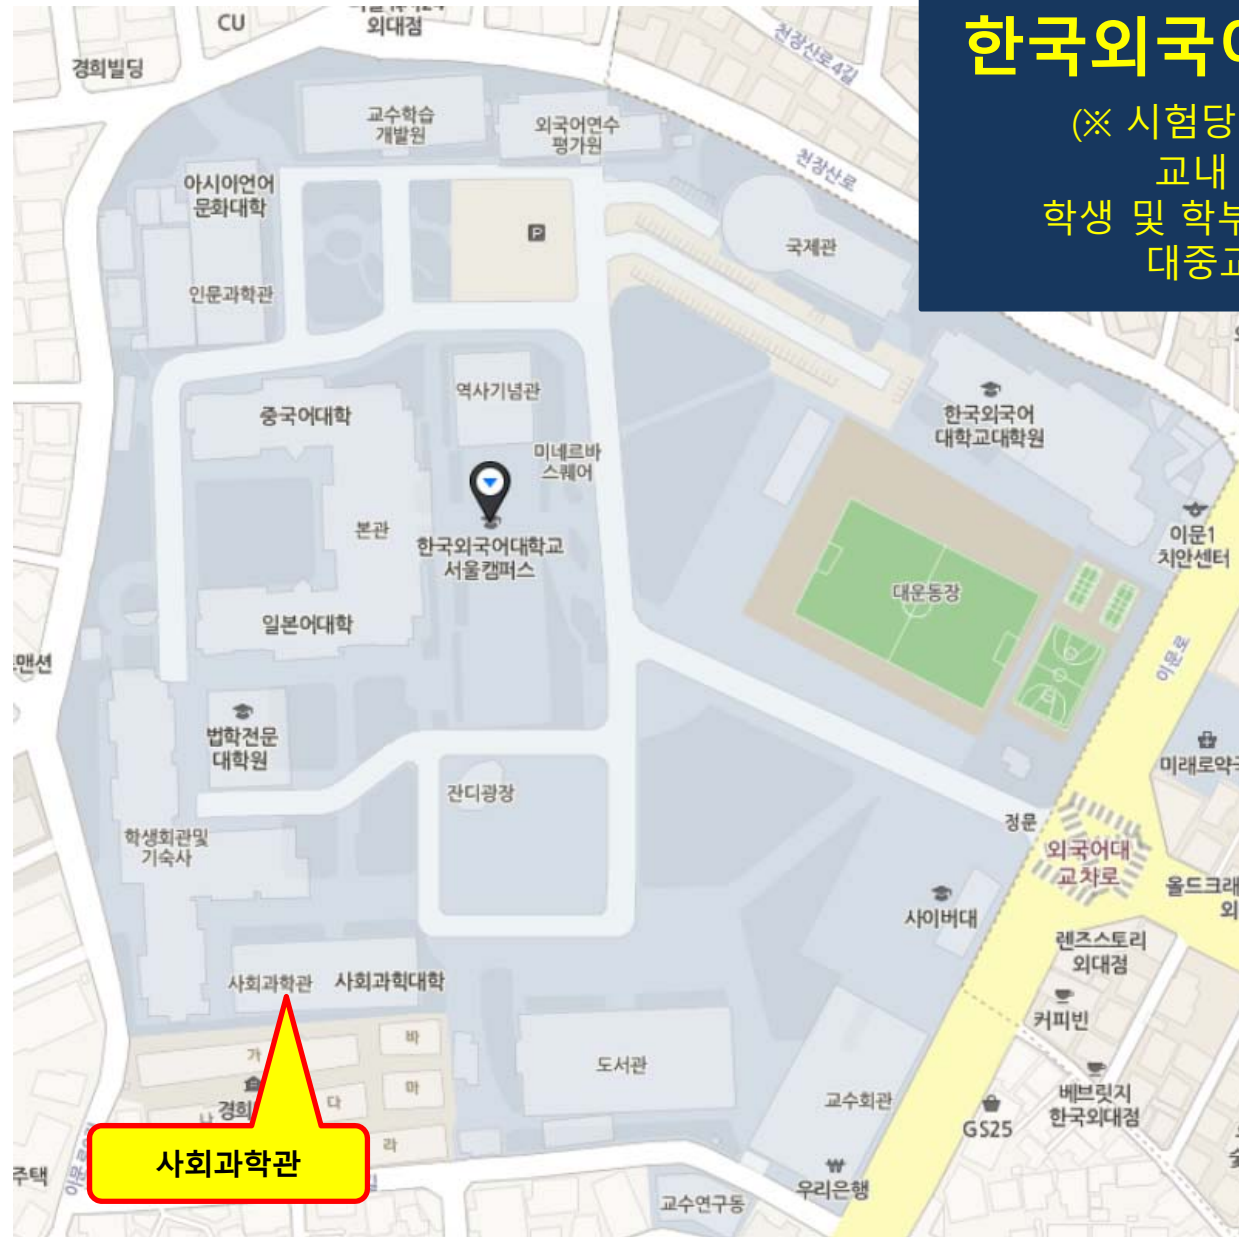 CU
외대점
경희빌딩
천장산로4길
한국외국어
(※ 시험당
교내
학생 및 학부
대중교
교수학습
개발원
외국어연수
평가원
천장산로
아시아언어
문화대학
P
국제관
인문과학관
역사기념관
중국어대학
한국외국어
대학교대학원
미네르바
스퀘어
본관
한국외국어대학교
서울캠퍼스
이문1
치안센터
대운동장
일본어대학
이문로
맨션
법학전문
대학원
미래로약국
잔디광장
정문
학생회관및
기숙사
외국어대
교차로
올드크래
외
사이버대
렌즈스토리
외대점
사회과학관
사회과학대학
커피빈
가
바
도서관
마
베브릿지
한국외대점
나
경희
다
교수회관
GS25
라
사회과학관
주택
길
우리은행
교수연구동